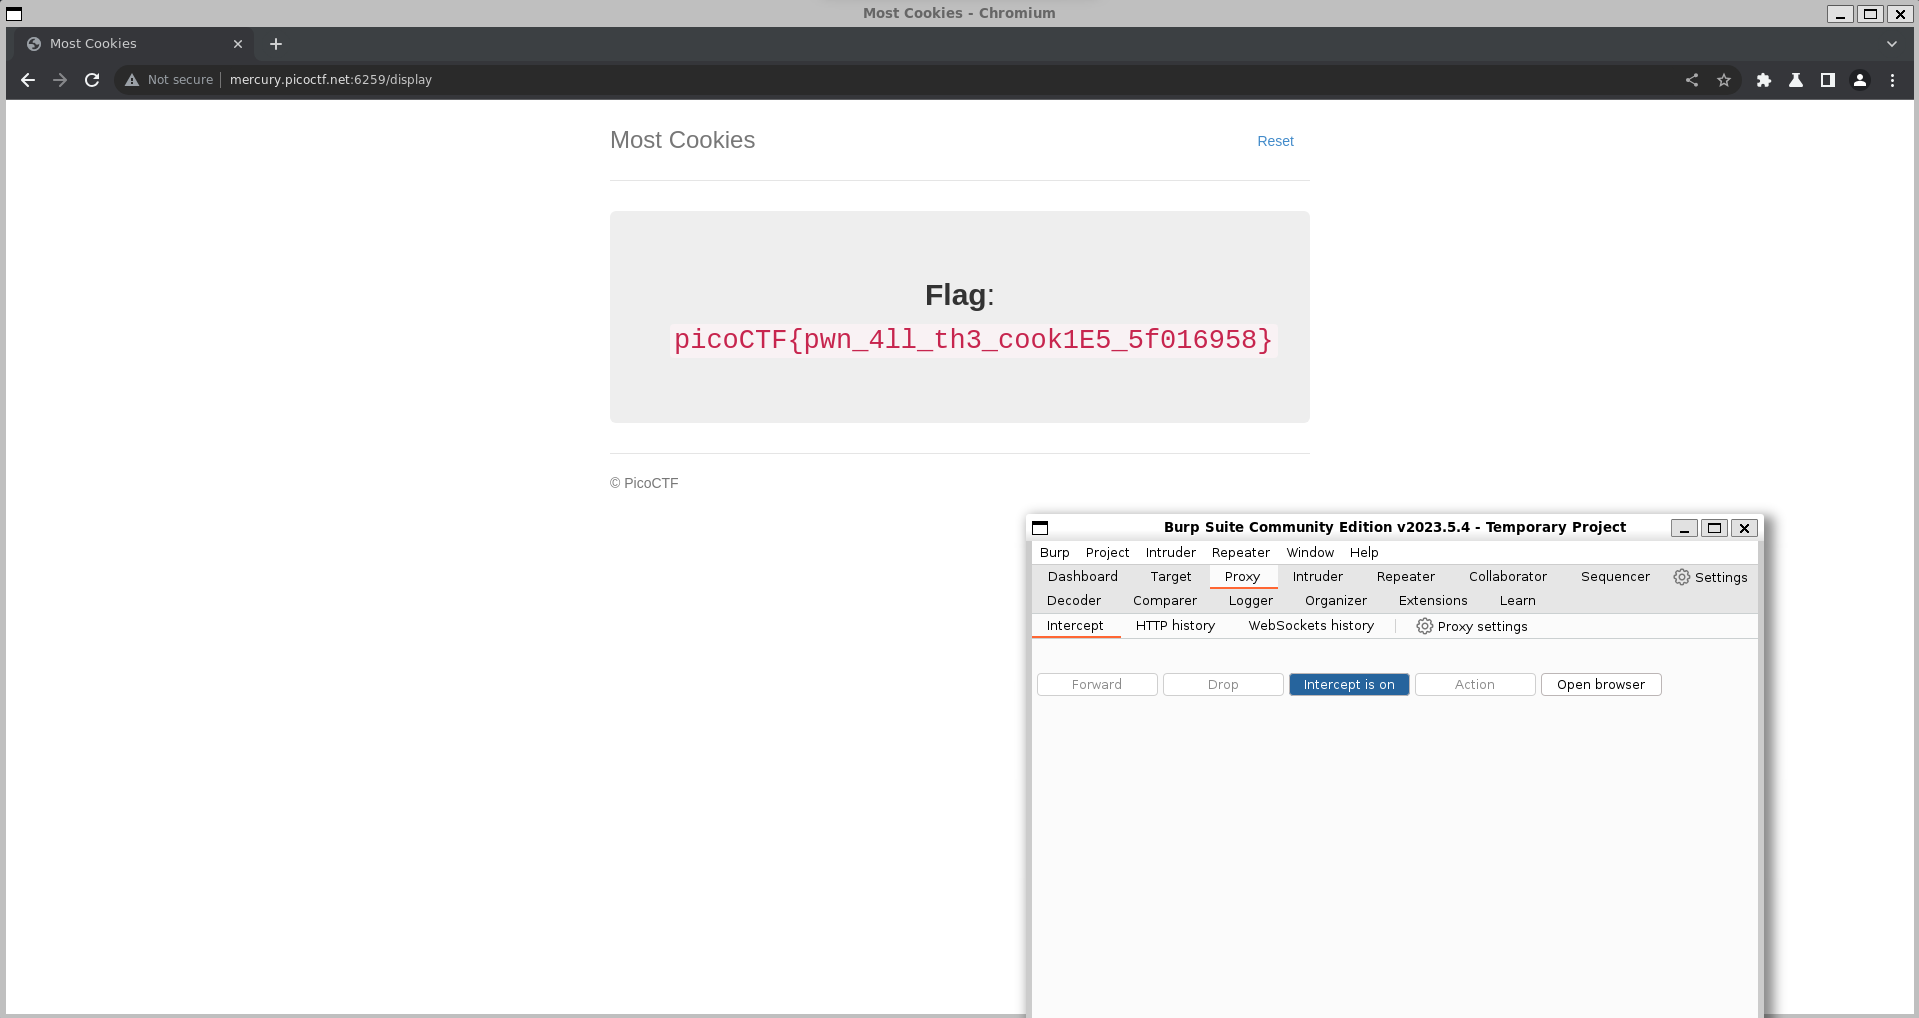 Most Cookies - Chromium
Most Cookies
Not secure mercury.picoctf.net:6259/display
Most Cookies
Reset
Flag:
picoCTF{pwn_4ll_th3_cook1E5_5f016958}
© PicoCTF
Burp Suite Community Edition v2023.5.4 - Temporary Project
Burp Project Intruder Repeater Window Help
Dashboard Target Proxy Intruder Repeater Collaborator Sequencer Settings
Decoder Comparer Logger Organizer Extensions Learn
Intercept HTTP history WebSockets history Proxy settings
Forward Drop Intercept is on Action Open browser